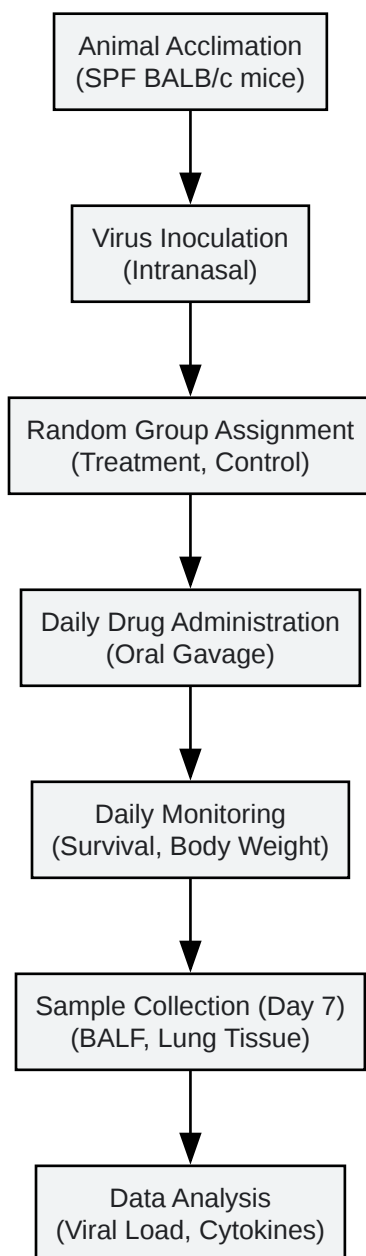 Animal Acclimation
(SPF BALB/c mice)
Virus Inoculation
(Intranasal)
Random Group Assignment
(Treatment, Control)
Daily Drug Administration
(Oral Gavage)
Daily Monitoring
(Survival, Body Weight)
Sample Collection (Day 7)
(BALF, Lung Tissue)
Data Analysis
(Viral Load, Cytokines)